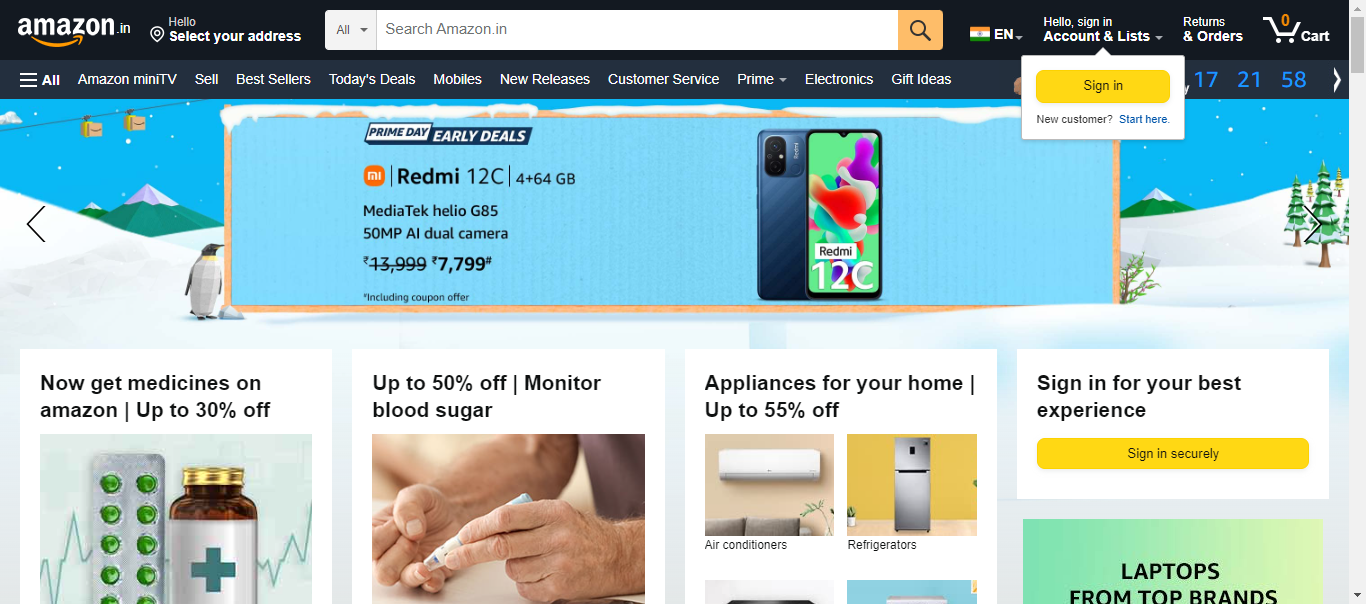 amazon.in
Hello
Select your address
All
Search Amazon.in
EN
Hello, sign in
Account & Lists
Returns
& Orders
0
Cart
All
Amazon miniTV
Sell
Best Sellers
Today's Deals
Mobiles
New Releases
Customer Service
Prime
Electronics
Gift Ideas
17 21 58
Sign in
New customer? Start here.
PRIME DAY EARLY DEALS
mi Redmi 12C 4+64 GB
MediaTek helio G85
50MP AI dual camera
₹13,999 ₹7,799#
#Including coupon offer
Redmi
Redmi
12C
Now get medicines on
amazon | Up to 30% off
Up to 50% off | Monitor
blood sugar
Appliances for your home |
Up to 55% off
Air conditioners
Refrigerators
Sign in for your best
experience
Sign in securely
LAPTOPS
FROM TOP BRANDS